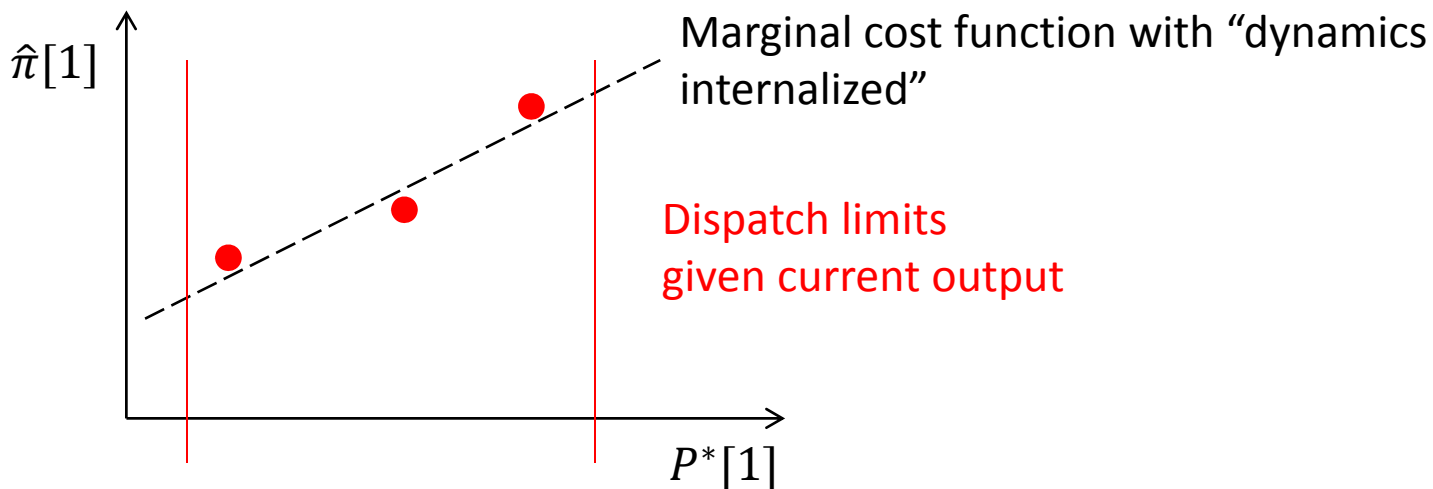 Marginal cost function with “dynamics
internalized”
π̂[1]
Dispatch limits
given current output
P*[1]